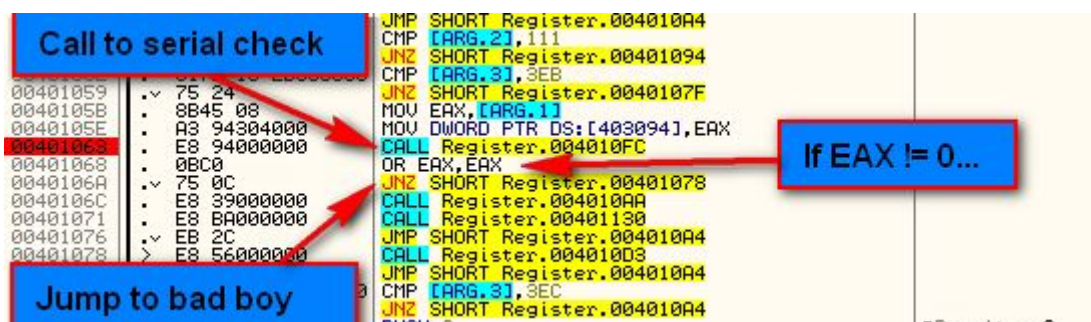 JMP SHORT Register.004010A4
Call to serial check
CMP [ARG.2],111
JNZ SHORT Register.00401094
CMP [ARG.3],3EB
00401059 .v 75 24 JNZ SHORT Register.0040107F
0040105B . 8B45 08 MOV EAX,[ARG.1]
0040105E . A3 94304000 MOV DWORD PTR DS:[403094],EAX
00401063 . E8 94000000 CALL Register.004010FC
If EAX != 0...
00401068 . 0BC0 OR EAX,EAX
0040106A .v 75 0C JNZ SHORT Register.00401078
0040106C . E8 39000000 CALL Register.004010AA
00401071 . E8 BA000000 CALL Register.00401130
00401076 .v EB 2C JMP SHORT Register.004010A4
00401078 > E8 56000000 CALL Register.004010D3
JMP SHORT Register.004010A4
Jump to bad boy
CMP [ARG.3],3EC
JNZ SHORT Register.004010A4